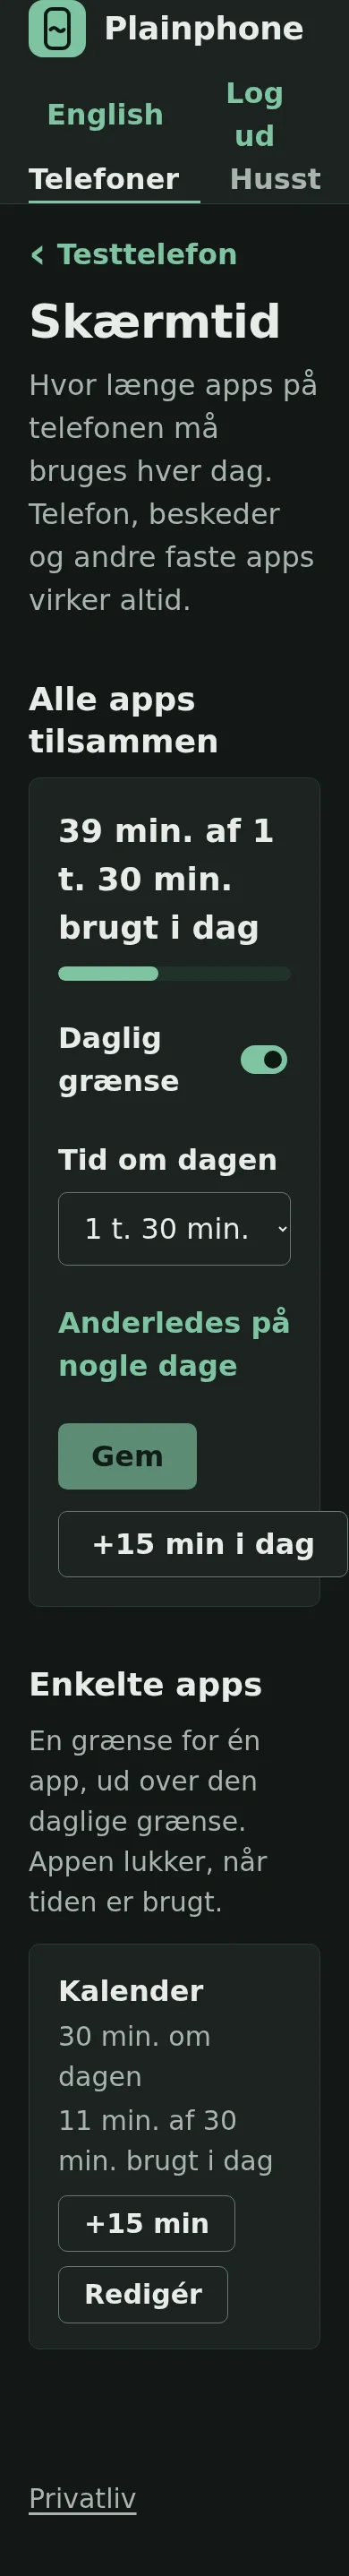 Plainphone
English
Log
ud
Telefoner
Husst
Testtelefon
Skærmtid
Hvor længe apps på
telefonen må
bruges hver dag.
Telefon, beskeder
og andre faste apps
virker altid.
Alle apps
tilsammen
39 min. af 1
t. 30 min.
brugt i dag
Daglig
grænse
Tid om dagen
1 t. 30 min.
Anderledes på
nogle dage
Gem
+15 min i dag
Enkelte apps
En grænse for én
app, ud over den
daglige grænse.
Appen lukker, når
tiden er brugt.
Kalender
30 min. om
dagen
11 min. af 30
min. brugt i dag
+15 min
Redigér
Privatliv